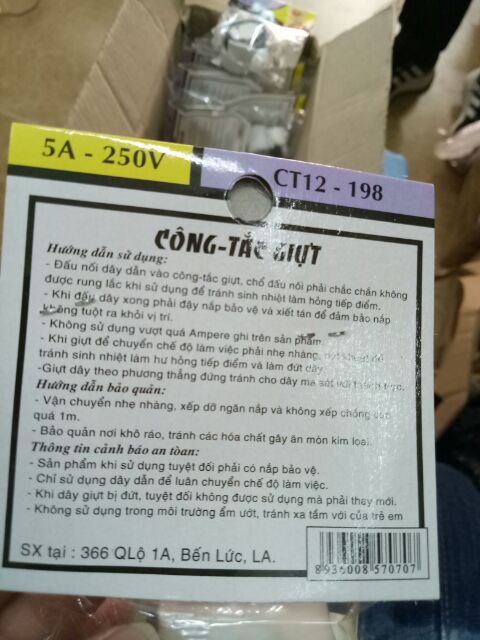 5A - 250V
CT12 - 198
CÔNG-TẮC GIỰT
Hướng dẫn sử dụng:
- Đấu nối dây dẫn vào công-tắc giựt, chổ đấu nối phải chắc chắn không
được rung lắc khi sử dụng để tránh sinh nhiệt làm hỏng tiếp điểm.
- Khi đấu dây xong phải đậy nắp bảo vệ và xiết tán để đảm bảo nắp
không tuột ra khỏi vị trí.
- Không sử dụng vượt quá Ampere ghi trên sản phẩm.
- Khi giựt để chuyển chế độ làm việc phải nhẹ nhàng,
tránh sinh nhiệt làm hư hỏng tiếp điểm và làm đứt dây
-Giựt dây theo phương thẳng đứng tránh cho dây ma sát với
Hướng dẫn bảo quản:
- Vận chuyển nhẹ nhàng, xếp dỡ ngăn nắp và không xếp chồng cao
quá 1m.
- Bảo quản nơi khô ráo, tránh các hóa chất gây ăn mòn kim loại.
Thông tin cảnh báo an tòan:
- Sản phẩm khi sử dụng tuyệt đối phải có nắp bảo vệ.
- Chỉ sử dụng dây dẫn để luân chuyển chế độ làm việc.
- Khi dây giựt bị đứt, tuyệt đối không được sử dụng mà phải thay mới.
- Không sử dụng trong môi trường ẩm ướt, tránh xa tầm với của trẻ em
SX tại : 366 QLộ 1A, Bến Lức, LA.
8936008 570707